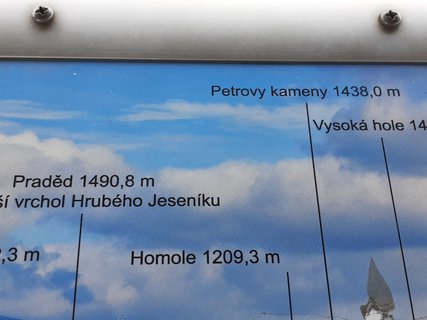 Petrovy kameny 1438,0 m
Vysoká hole 14
Praděd 1490,8 m
ší vrchol Hrubého Jeseníku
,3 m
Homole 1209,3 m